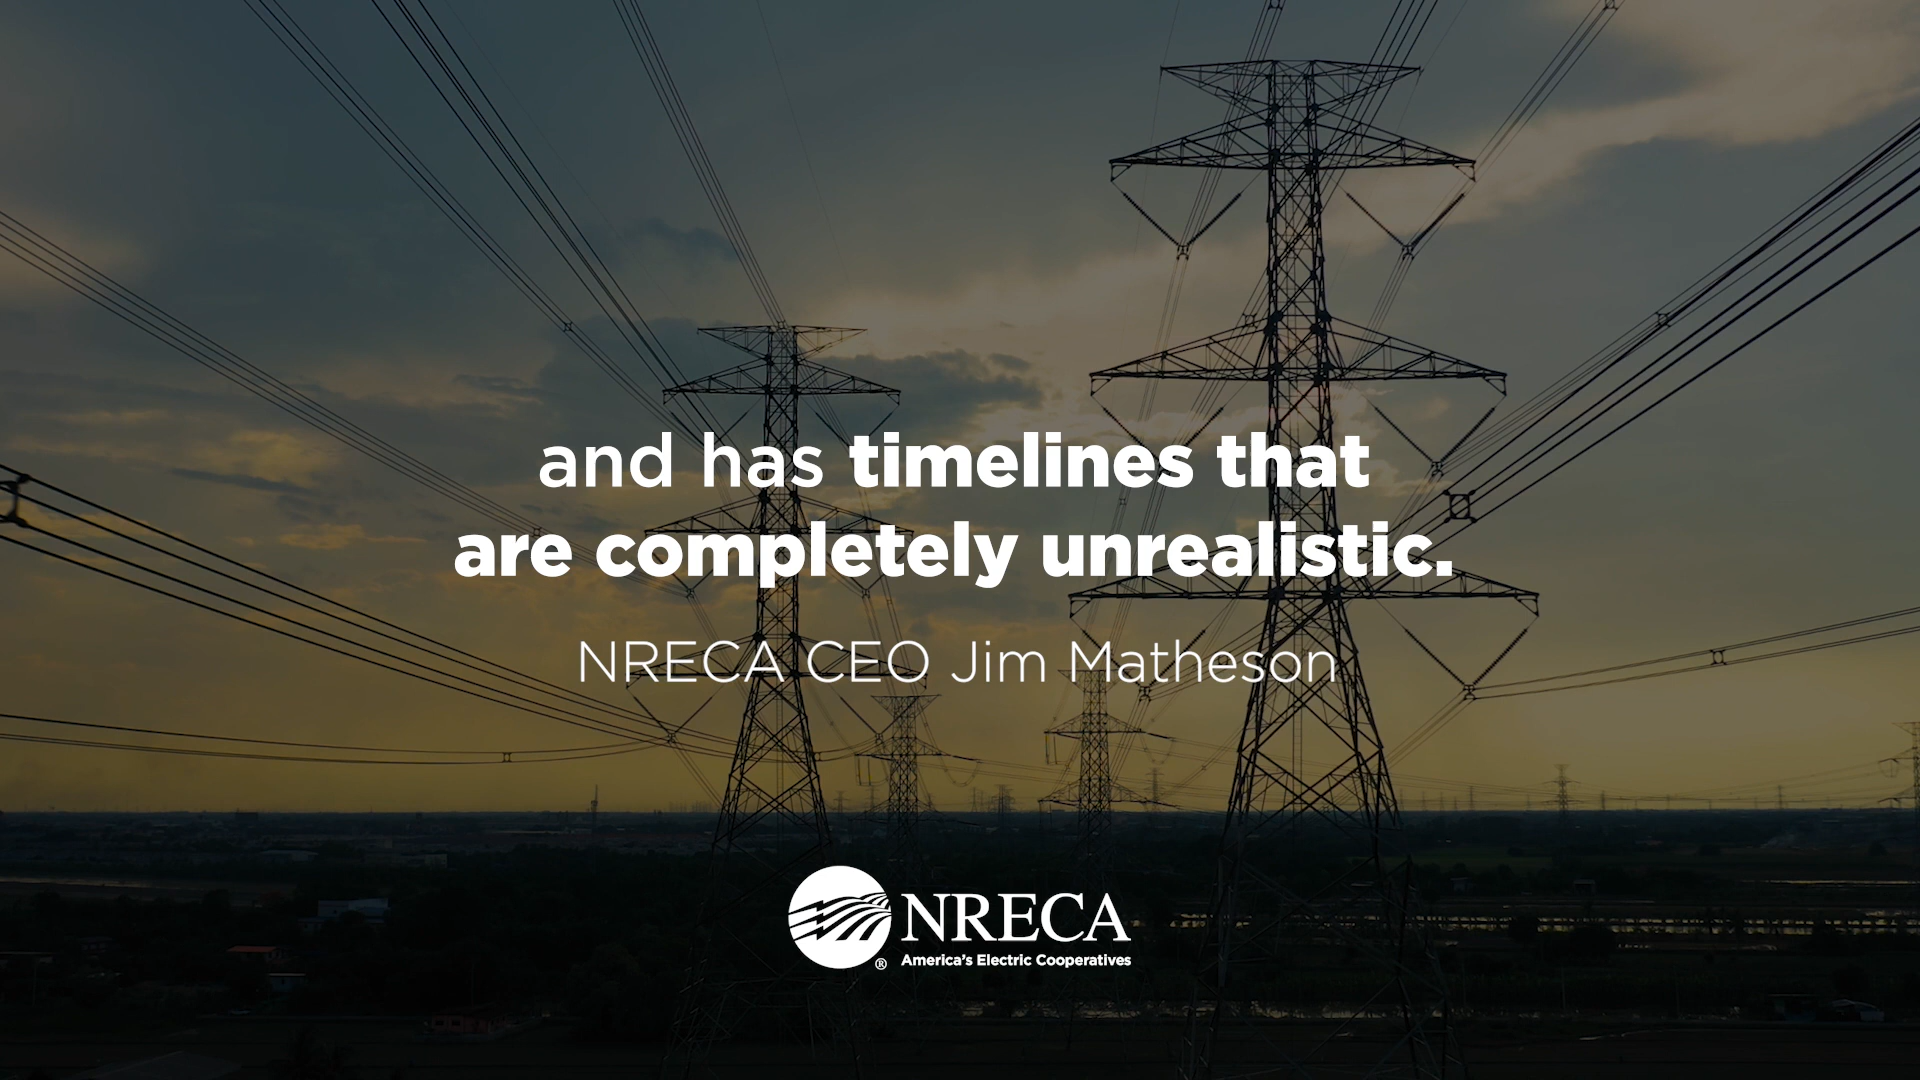 and has timelines that
are completely unrealistic.
NRECA CEO Jim Matheson
NRECA
® America's Electric Cooperatives